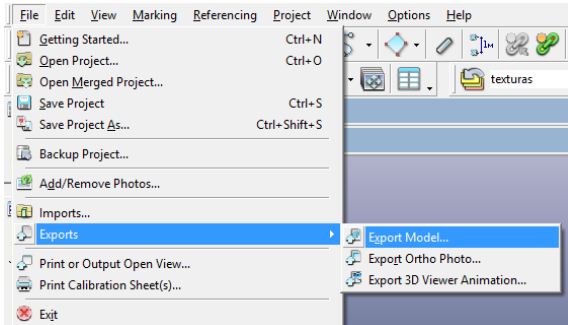 File Edit View Marking Referencing Project Window Options Help
Getting Started... Ctrl+N
Open Project... Ctrl+O
Open Merged Project...
texturas
Save Project Ctrl+S
Save Project As... Ctrl+Shift+S
Backup Project...
Add/Remove Photos...
Imports...
Exports
Export Model...
Print or Output Open View...
Export Ortho Photo...
Print Calibration Sheet(s)...
Export 3D Viewer Animation...
Exit